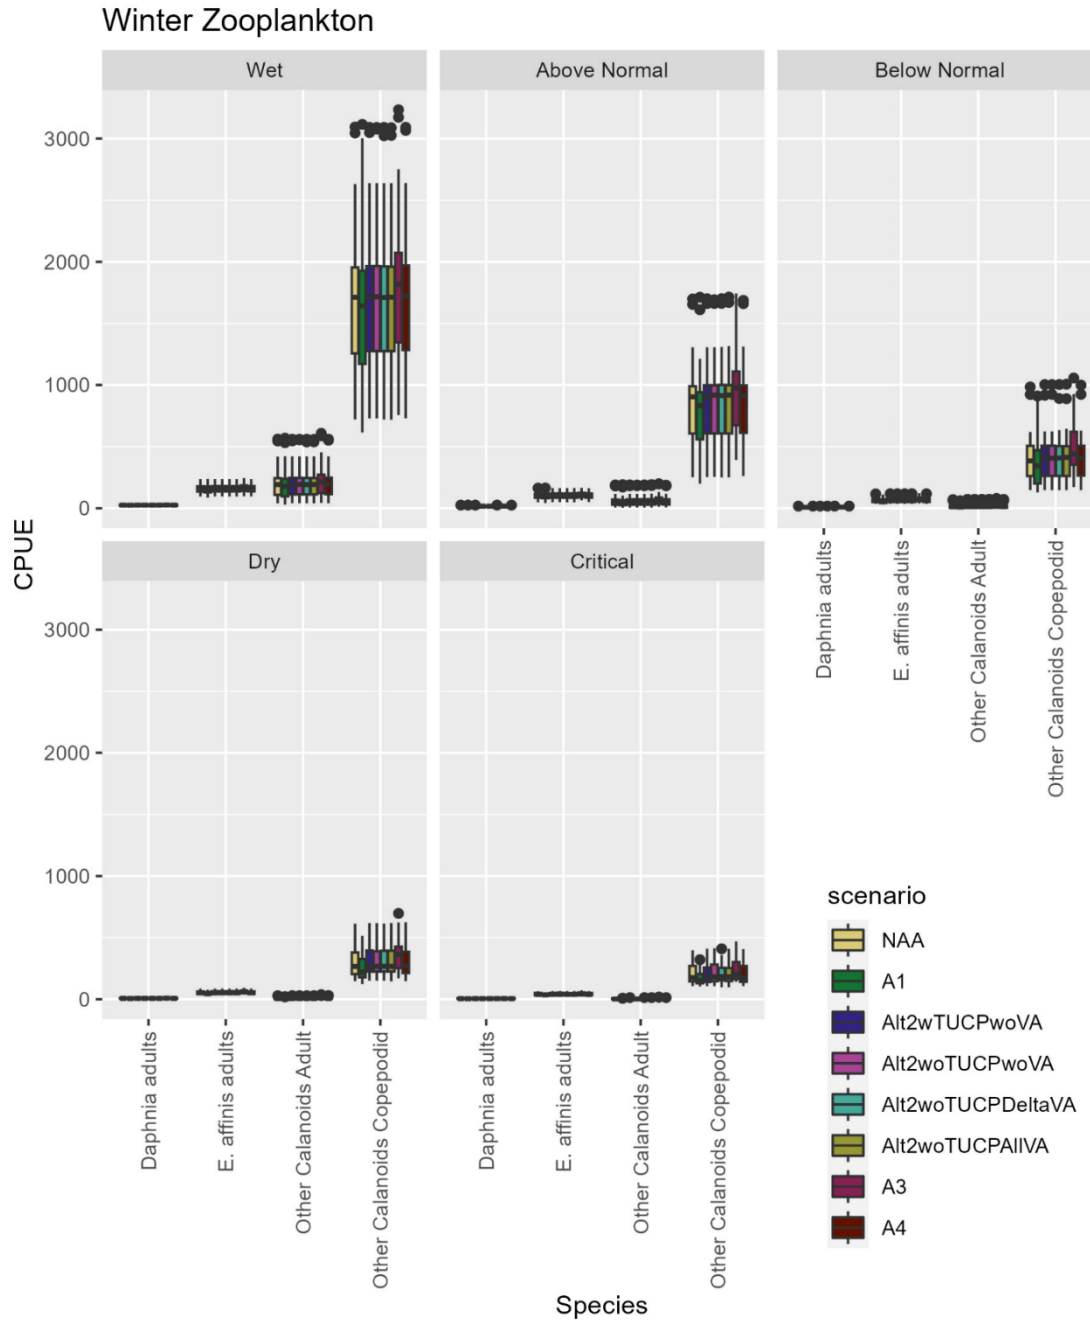 Winter Zooplankton
Wet
Above Normal
Below Normal
3000
2000
1000
0
CPUE
Daphnia adults
E. affinis adults
Other Calanoids Adult
Other Calanoids Copepodid
Dry
Critical
3000
2000
1000
0
Daphnia adults
E. affinis adults
Other Calanoids Adult
Other Calanoids Copepodid
Daphnia adults
E. affinis adults
Other Calanoids Adult
Other Calanoids Copepodid
Species
scenario
NAA
A1
Alt2wTUCPwoVA
Alt2woTUCPwoVA
Alt2woTUCPDeltaVA
Alt2woTUCPAllVA
A3
A4